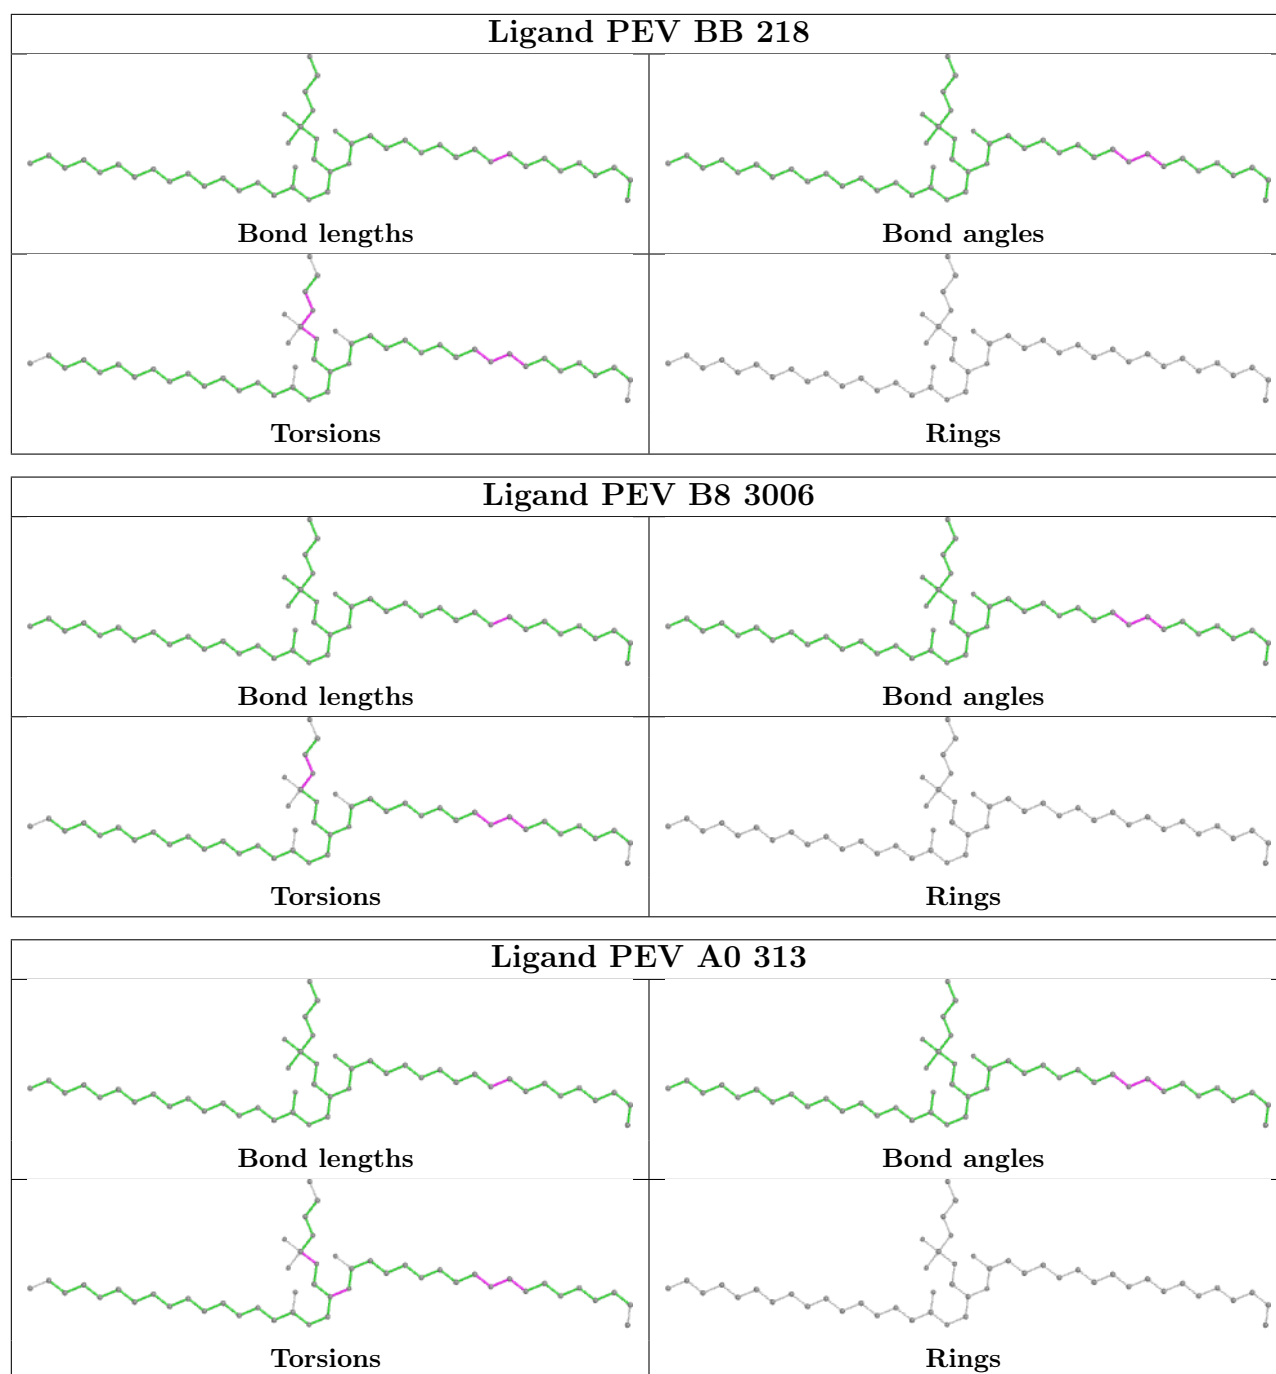 Ligand PEV BB 218
Bond lengths
Bond angles
Torsions
Rings
Ligand PEV B8 3006
Bond lengths
Bond angles
Torsions
Rings
Ligand PEV A0 313
Bond lengths
Bond angles
Torsions
Rings